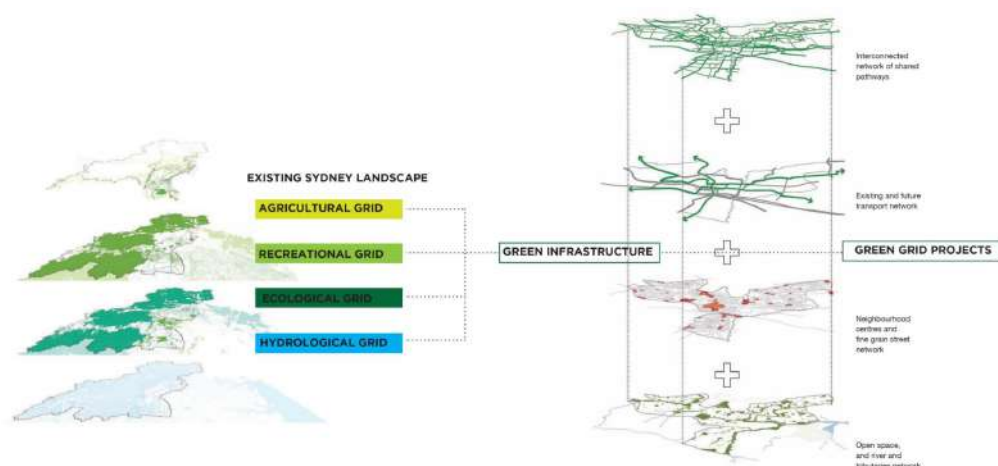 EXISTING SYDNEY LANDSCAPE
AGRICULTURAL GRID
RECREATIONAL GRID
ECOLOGICAL GRID
HYDROLOGICAL GRID
GREEN INFRASTRUCTURE
Interconnected
network of shared
pathways
Existing and future
transport network
GREEN GRID PROJECTS
Neighbourhood
centres and
fine grain street
network
Open space,
and river and